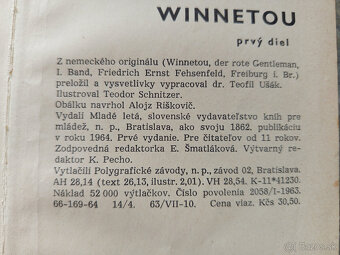 WINNETOU
prvý diel
Z nemeckého originálu (Winnetou, der rote Gentleman,
I. Band, Friedrich Ernst Fehsenfeld, Freiburg i. Br.)
preložil a vysvetlivky vypracoval dr. Teofil Ušák.
Ilustroval Teodor Schnitzer.
Obálku navrhol Alojz Riškovič.
Vydali Mladé letá, slovenské vydavateľstvo kníh pre
mládež, n. p., Bratislava, ako svoju 1862. publikáciu
v roku 1964. Prvé vydanie. Pre čitateľov od 11 rokov.
Zodpovedná redaktorka E. Šmatláková. Výtvarný
redaktor K. Pecho.
Vytlačili Polygrafické závody, n. p., závod 02, Bratislava.
AH 28,14 (text 26,13, ilustr. 2,01). VH 28,54. K-11*41230.
Náklad 52 000 výtlačkov. Číslo povolenia 2058/I-1963.
66-169-64 14/4. 63/VII-10. Cena viaz. Kčs 30,50.
bazos.sk